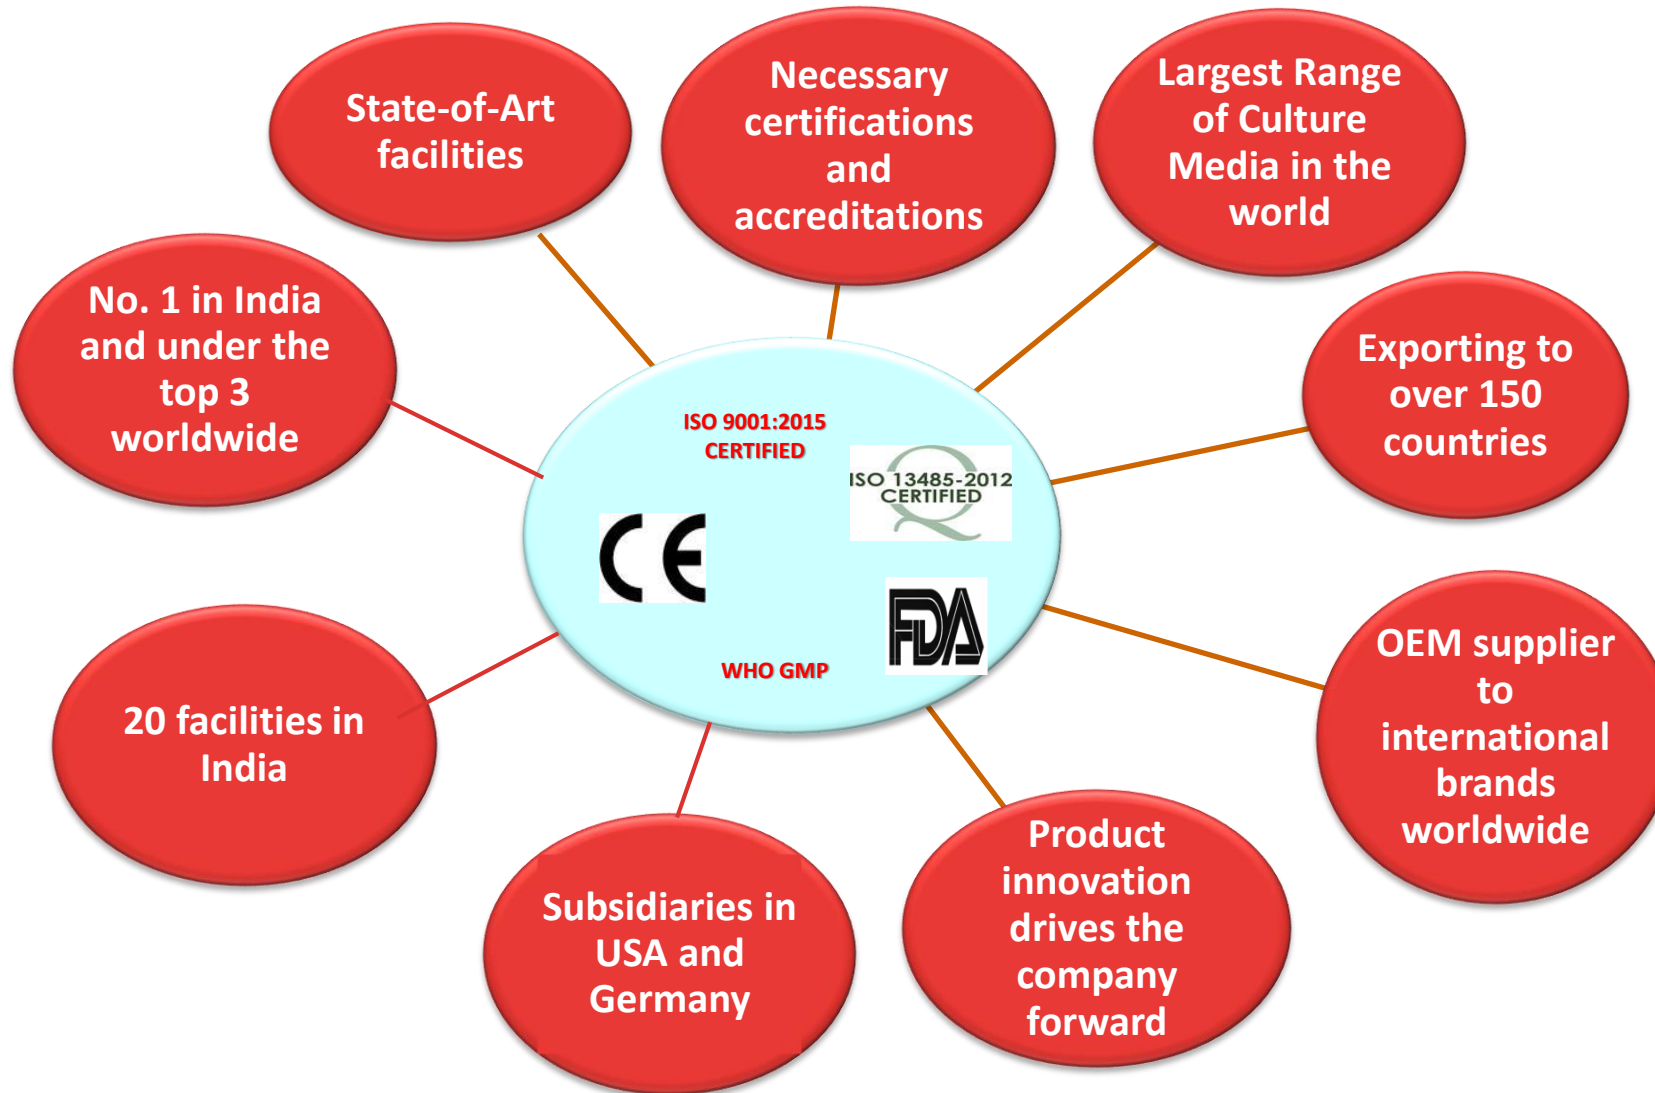 State-of-Art
facilities
Necessary
certifications
and
accreditations
Largest Range
of Culture
Media in the
world
No. 1 in India
and under the
top 3
worldwide
Exporting to
over 150
countries
ISO 9001:2015
CERTIFIED
ISO 13485-2012
CERTIFIED
CE
FDA
WHO GMP
20 facilities in
India
OEM supplier
to
international
brands
worldwide
Subsidiaries in
USA and
Germany
Product
innovation
drives the
company
forward